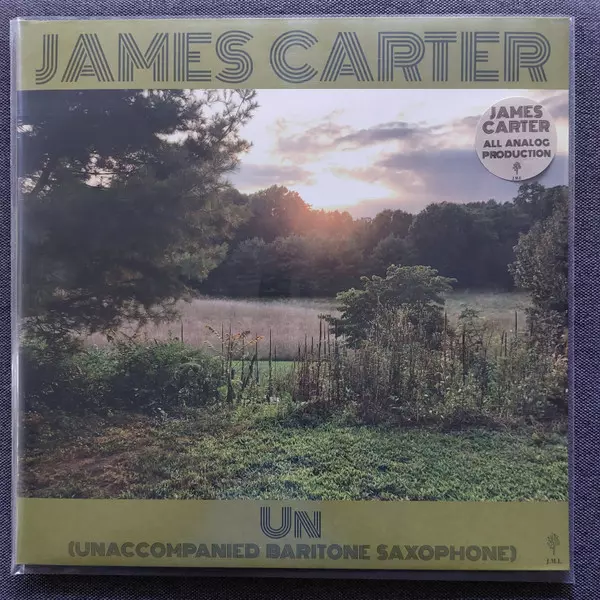 JAMES CARTER
JAMES
CARTER
ALL ANALOG
PRODUCTION
J.M.I.
Un
(UNACCOMPANIED BARITONE SAXOPHONE)
J.M.I.